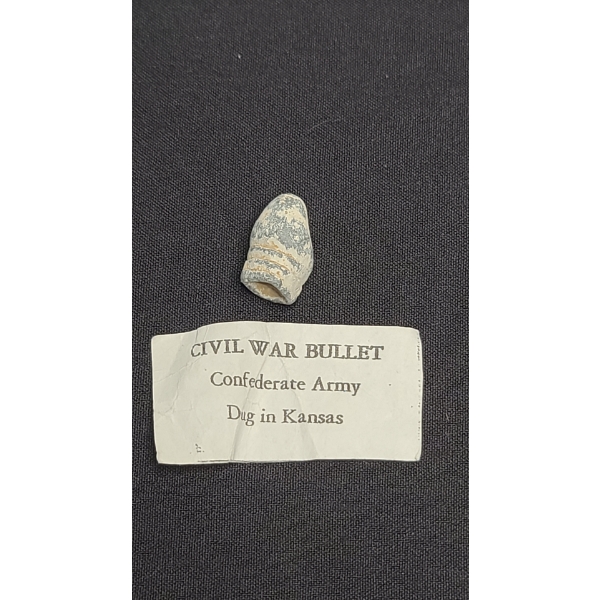 CIVIL WAR BULLET
Confederate Army
Dug in Kansas